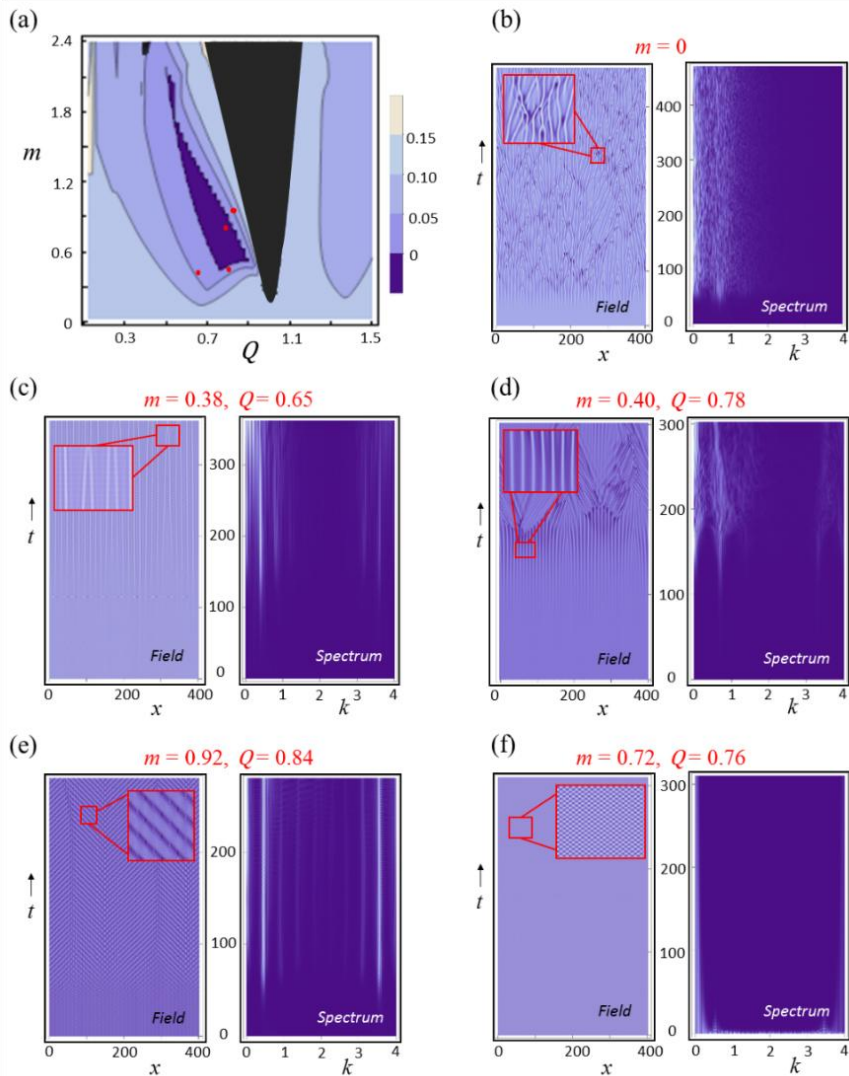 (a)
2.4
1.8
m
1.2
0.6
0
0.3
0.7
1.1
1.5
Q
0.15
0.10
0.05
0
(b)
m = 0
400
300
t
200
100
0
Field
Spectrum
0
200
400
0
1
2
3
4
x
k
(c)
m = 0.38, Q = 0.65
300
t
200
100
0
Field
Spectrum
0
200
400
0
1
2
3
4
x
k
(d)
m = 0.40, Q = 0.78
300
t
200
100
0
Field
Spectrum
0
200
400
0
1
2
3
4
x
k
(e)
m = 0.92, Q = 0.84
t
200
100
0
Field
Spectrum
0
200
400
0
1
2
3
4
x
k
(f)
m = 0.72, Q = 0.76
300
t
200
100
0
Field
Spectrum
0
200
400
0
1
2
3
4
x
k